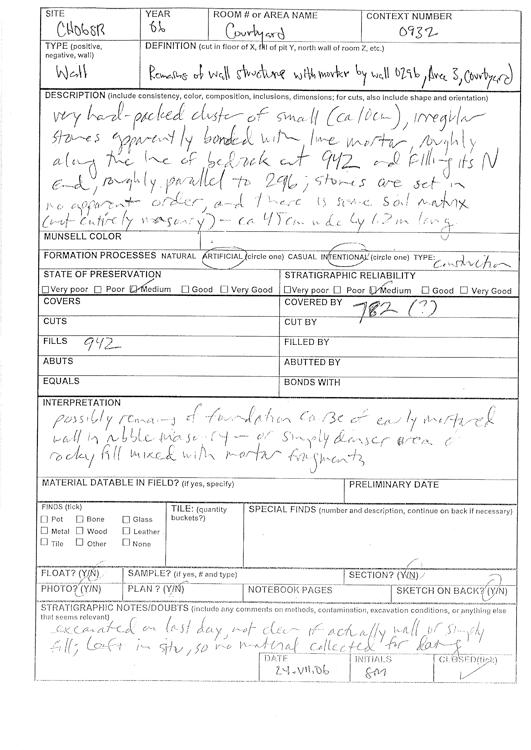 SITE YEAR ROOM # or AREA NAME CONTEXT NUMBER
CH06SR 06 Courtyard 0932
TYPE (positive, negative, wall) DEFINITION (cut in floor of X, fill of pit Y, north wall of room Z, etc.)
Wall Remains of wall structure with mortar by wall 0296, Area 3, Courtyard)
DESCRIPTION (include consistency, color, composition, inclusions, dimensions; for cuts, also include shape and orientation)
very hard-packed cluster of small (ca 10cm), irregular
stones apparently bonded with lime mortar, roughly
along the line of bedrock cut 942 and filling its N
End, roughly parallel to 296; stones are set in
no apparent order, and there is some soil matrix
(not entirely masonry) - ca 45cm wide by 1.2m long
MUNSELL COLOR
FORMATION PROCESSES NATURAL ARTIFICIAL (circle one) CASUAL INTENTIONAL (circle one) TYPE: construction
STATE OF PRESERVATION STRATIGRAPHIC RELIABILITY
Very poor Poor Medium Good Very Good Very poor Poor Medium Good Very Good
COVERS COVERED BY 782 (?)
CUTS CUT BY
FILLS 942 FILLED BY
ABUTS ABUTTED BY
EQUALS BONDS WITH
INTERPRETATION
possibly remains of foundation course of early mortared
wall in rubble masonry - or simply denser area of
rocky fill mixed with mortar fragments
MATERIAL DATABLE IN FIELD? (if yes, specify) PRELIMINARY DATE
FINDS (tick) TILE: (quantity buckets?) SPECIAL FINDS (number and description, continue on back if necessary)
Pot Bone Glass
Metal Wood Leather
Tile Other None
FLOAT? (Y/N) SAMPLE? (if yes, # and type) SECTION? (Y/N)
PHOTO? (Y/N) PLAN? (Y/N) NOTEBOOK PAGES SKETCH ON BACK? (Y/N)
STRATIGRAPHIC NOTES/DOUBTS (include any comments on methods, contamination, excavation conditions, or anything else
that seems relevant)
excavated on last day, not clear if actually wall or simply
fill; left in situ, so no material collected for dating
DATE INITIALS CLOSED (tick)
24.VII.06 SM